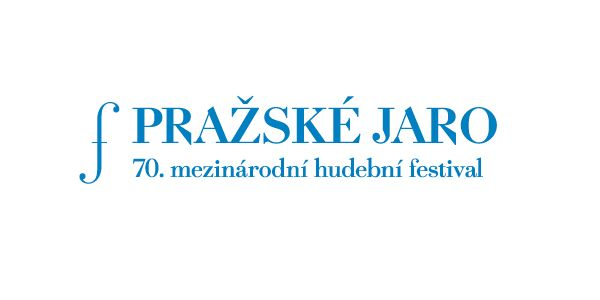 f PRAŽSKÉ JARO
70. mezinárodní hudební festival